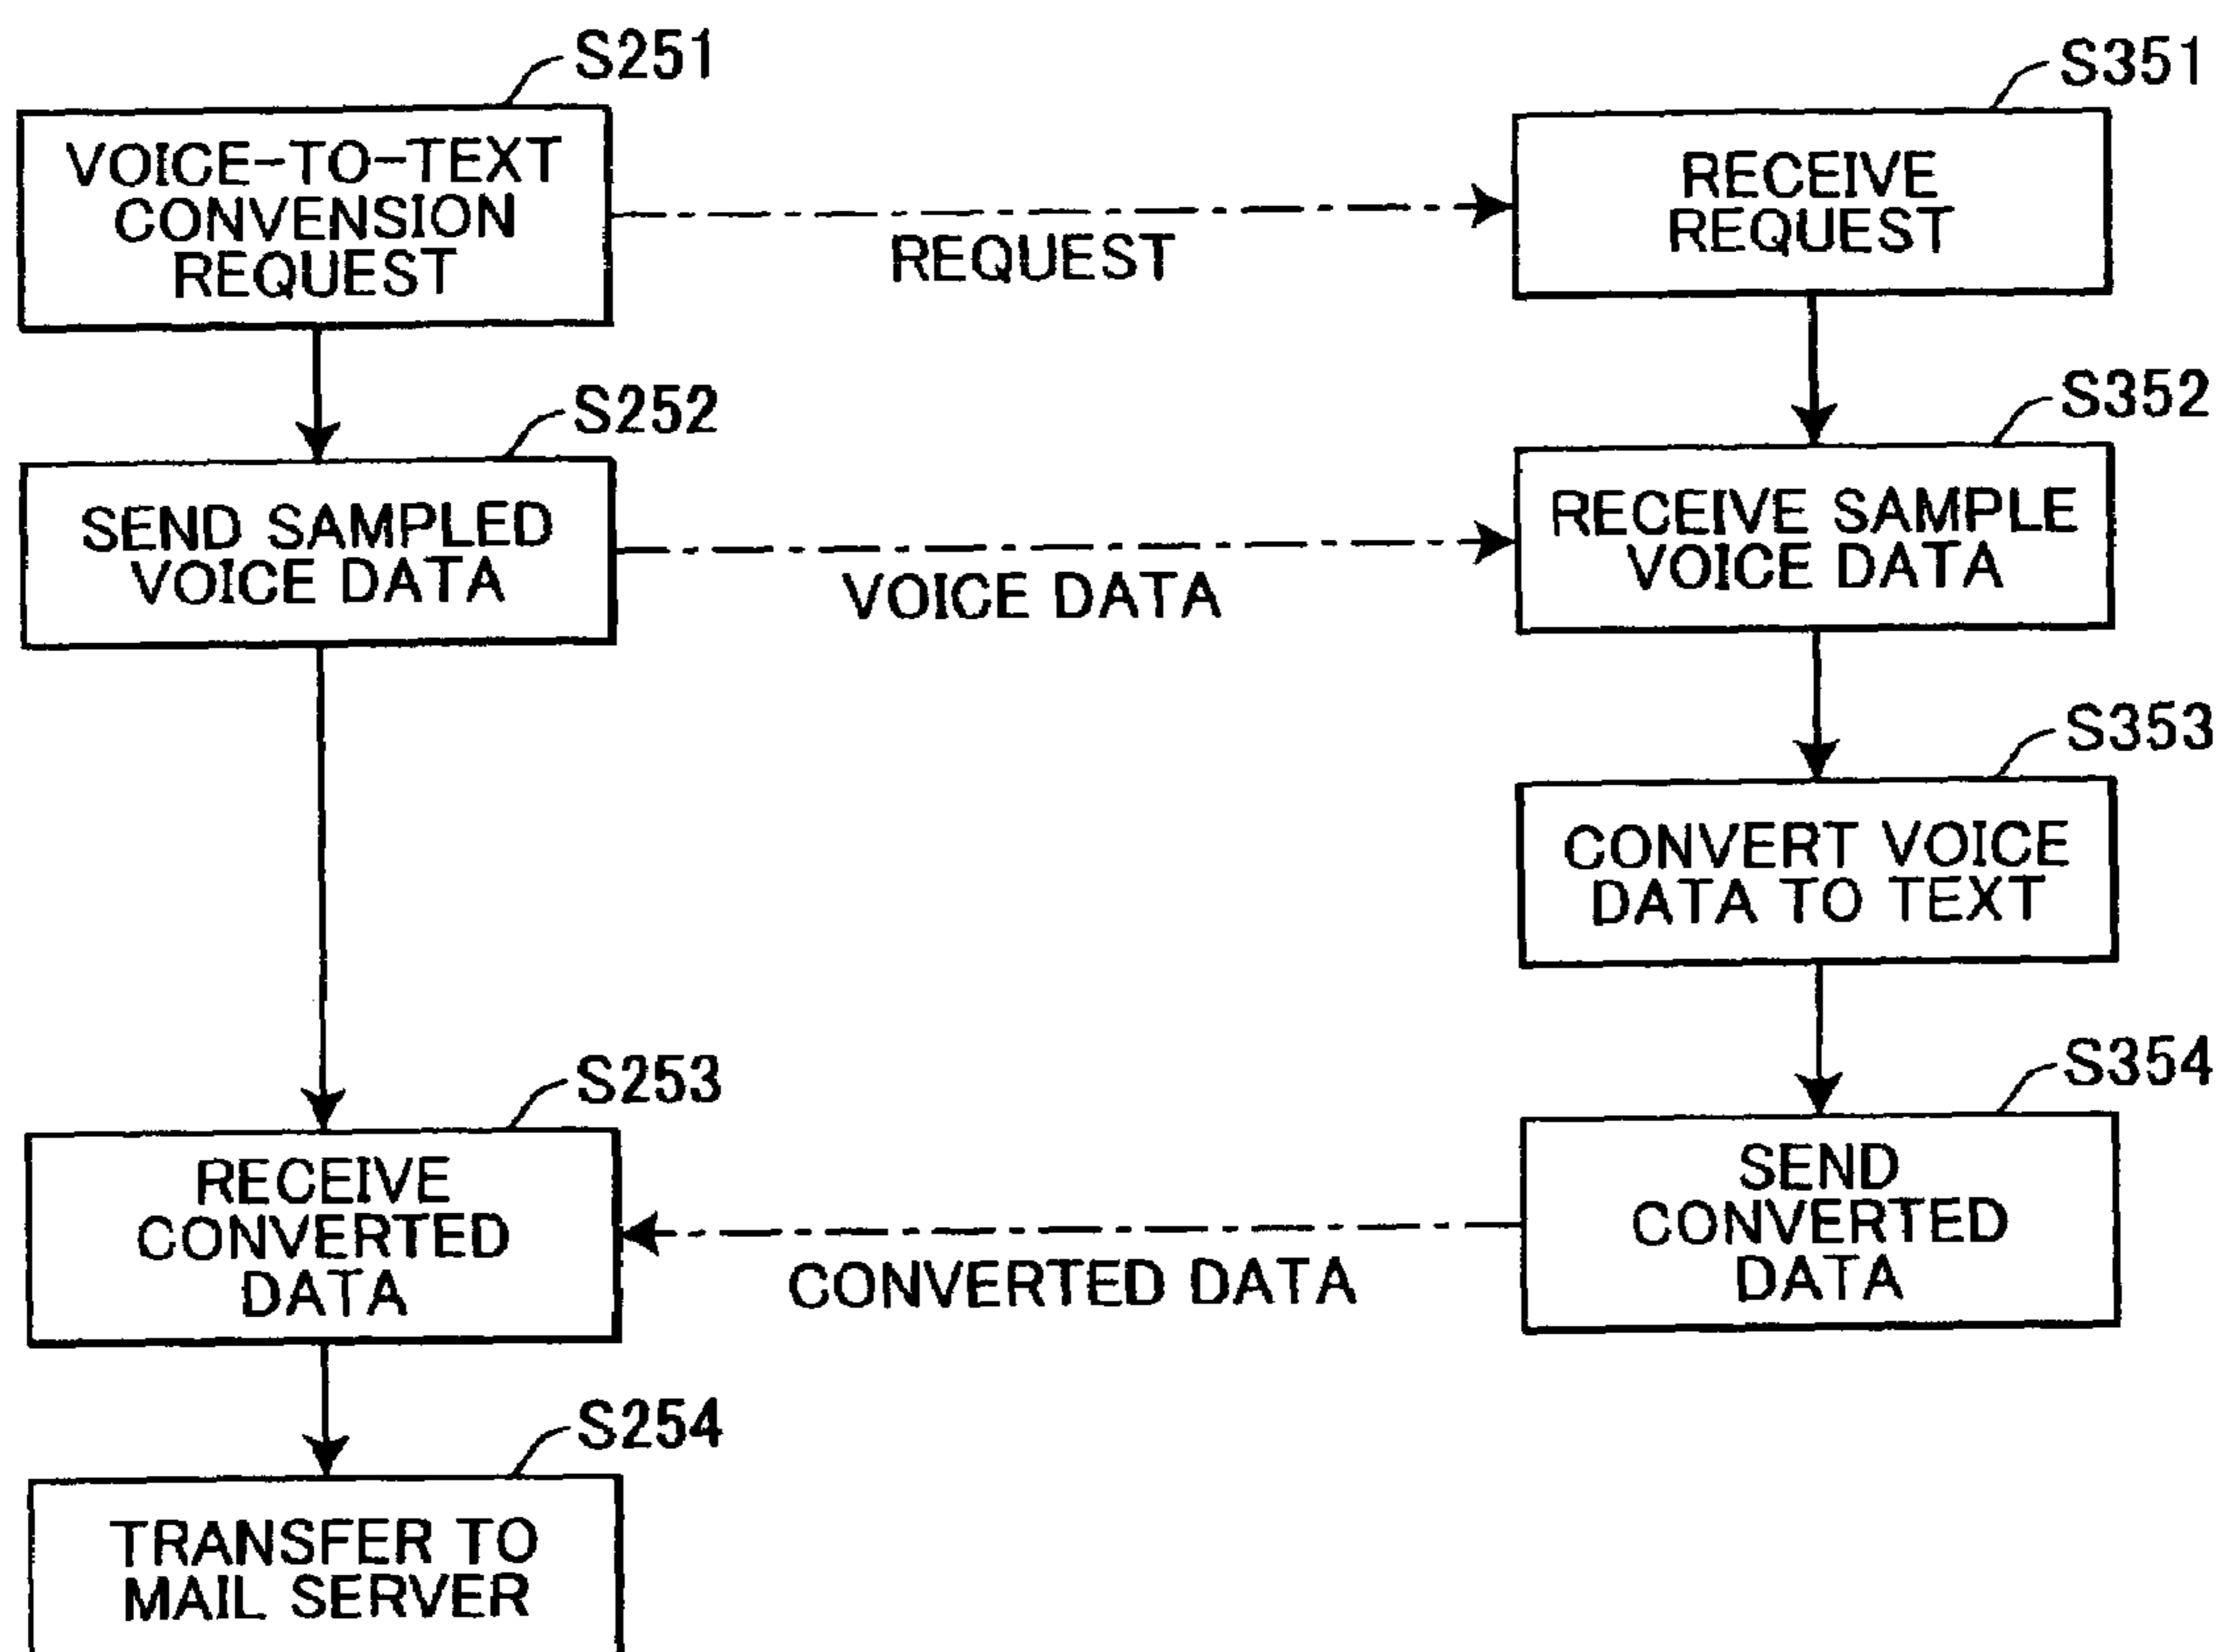 S251
VOICE-TO-TEXT
CONVENSION
REQUEST
REQUEST
S351
RECEIVE
REQUEST
S252
SEND SAMPLED
VOICE DATA
VOICE DATA
S352
RECEIVE SAMPLE
VOICE DATA
S353
CONVERT VOICE
DATA TO TEXT
S253
RECEIVE
CONVERTED
DATA
CONVERTED DATA
S354
SEND
CONVERTED
DATA
S254
TRANSFER TO
MAIL SERVER